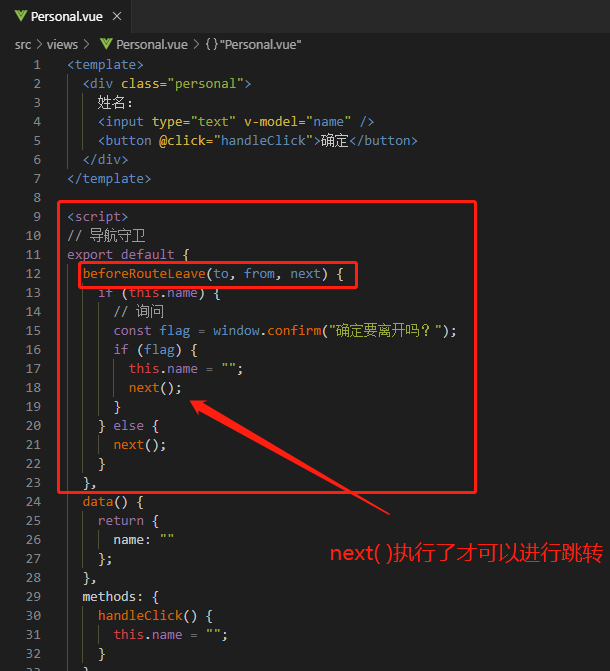 Personal.vue ×
src > views > Personal.vue > {} "Personal.vue"
1 <template>
2 <div class="personal">
3 姓名：
4 <input type="text" v-model="name" />
5 <button @click="handleClick">确定</button>
6 </div>
7 </template>
8
9 <script>
10 // 导航守卫
11 export default {
12 beforeRouteLeave(to, from, next) {
13 if (this.name) {
14 // 询问
15 const flag = window.confirm("确定要离开吗？");
16 if (flag) {
17 this.name = "";
18 next();
19 }
20 } else {
21 next();
22 }
23 },
24 data() {
25 return {
26 name: ""
27 };
next( )执行了才可以进行跳转
28 },
29 methods: {
30 handleClick() {
31 this.name = "";
32 }
33 }